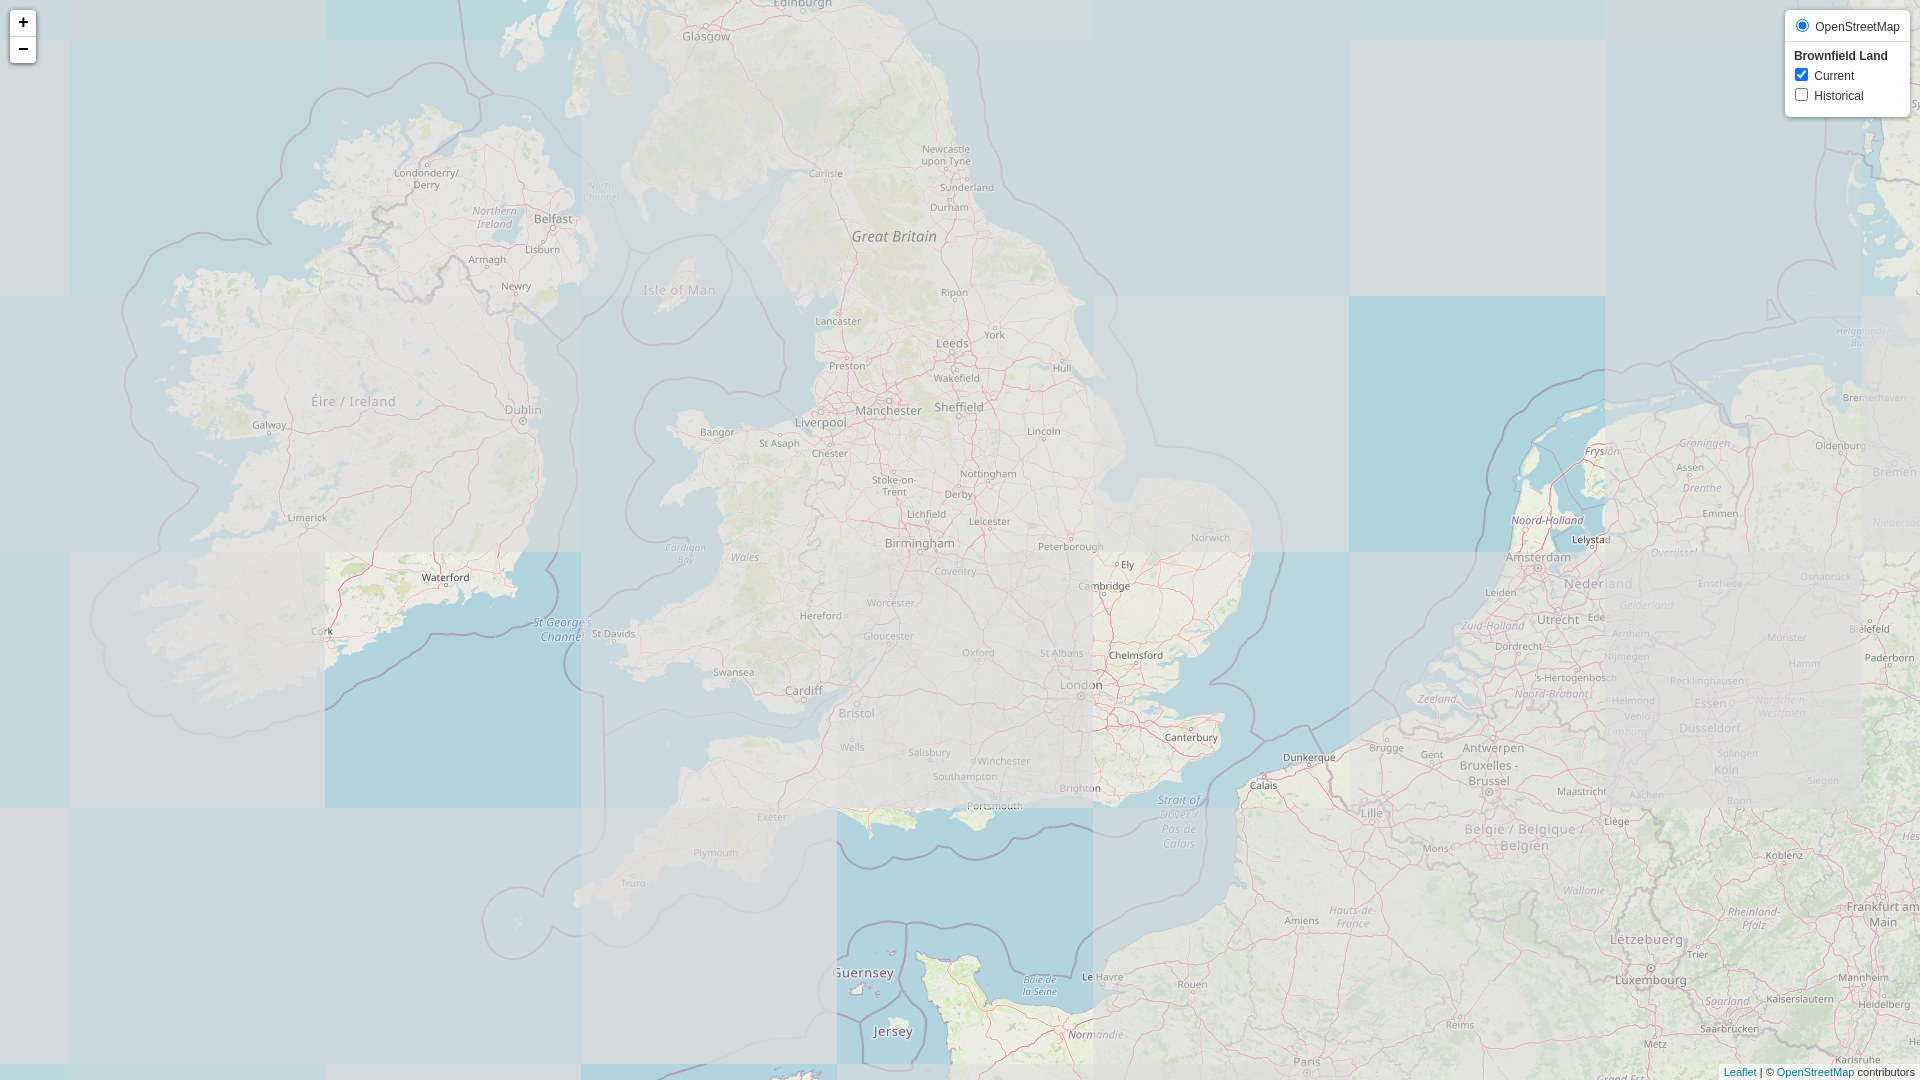 +
−
OpenStreetMap
Brownfield Land
Current
Historical
Edinburgh
Glasgow
Newcastle
upon Tyne
Londonderry/
Derry
Carlisle
North
Channel
Sunderland
Durham
Northern
Ireland
Belfast
Lisburn
Great Britain
Armagh
Newry
Isle of Man
Ripon
Lancaster
York
Leeds
Preston
Hull
Wakefield
Éire / Ireland
Manchester
Sheffield
Dublin
Liverpool
Galway
Bangor
St Asaph
Lincoln
Chester
Nottingham
Stoke-on-
Trent
Derby
Limerick
Lichfield
Leicester
Birmingham
Peterborough
Norwich
Cardigan
Bay
Wales
Coventry
Ely
Cambridge
Waterford
Worcester
Hereford
Cork
St George's
Channel
St Davids
Gloucester
Oxford
St Albans
Chelmsford
Swansea
London
Cardiff
Bristol
Canterbury
Wells
Salisbury
Winchester
Southampton
Brighton
Portsmouth
Exeter
Plymouth
Truro
Strait of
Dover /
Pas de
Calais
Dunkerque
Calais
Bremerhaven
Groningen
Oldenburg
Fryslân
Assen
Bremen
Drenthe
Emmen
Noord-Holland
Lelystad
Overijssel
Amsterdam
Nederland
Enschede
Osnabrück
Leiden
Gelderland
Utrecht
Ede
Zuid-Holland
Arnhem
Münster
Bielefeld
Dordrecht
Nijmegen
Hamm
Paderborn
's-Hertogenbosch
Recklinghausen
Zeeland
Noord-Brabant
Helmond
Essen
Nordrhein-
Westfalen
Venlo
Limburg
Düsseldorf
Brugge
Gent
Antwerpen
Solingen
Bruxelles -
Brussel
Köln
Maastricht
Siegen
Aachen
Bonn
Lille
Liège
België / Belgique /
Belgien
Mons
Koblenz
Wallonie
Amiens
Hauts-de-
France
Rheinland-
Pfalz
Frankfurt am
Main
Lëtzebuerg
Trier
Luxembourg
Mannheim
Guernsey
Baie de
la Seine
Le Havre
Rouen
Saarland
Kaiserslautern
Heidelberg
Jersey
Normandie
Reims
Saarbrücken
Metz
Karlsruhe
Paris
Grand Est
Leaflet | © OpenStreetMap contributors